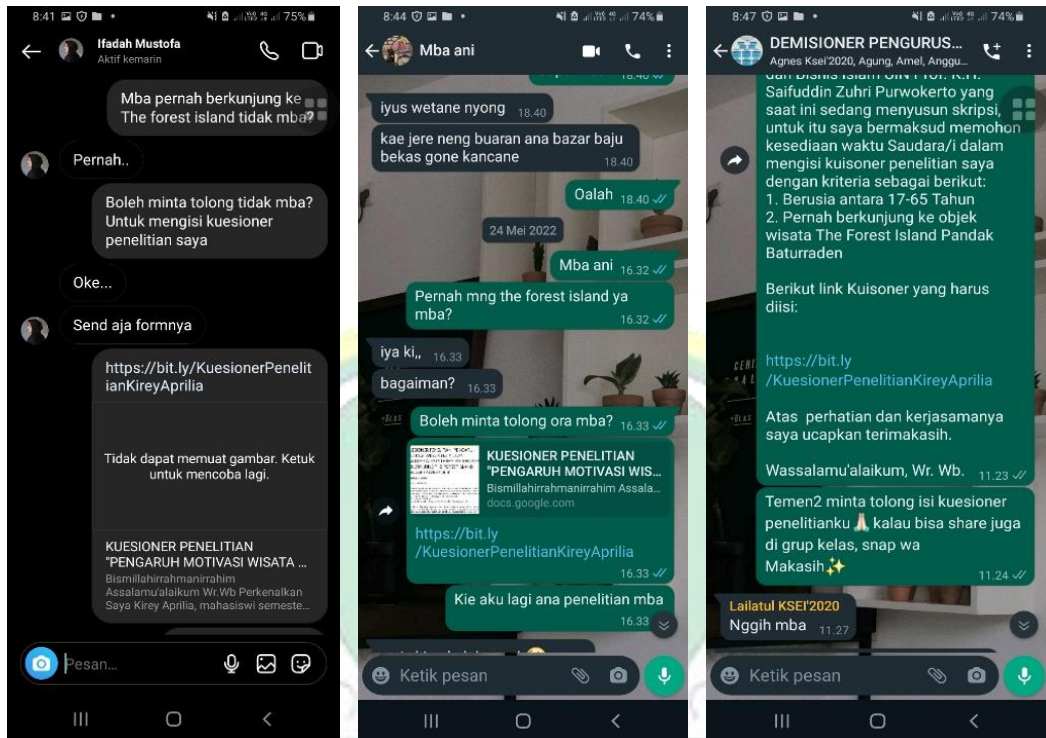 8:41
75%
Ifadah Mustofa
Aktif kemarin
Mba pernah berkunjung ke
The forest island tidak mba?
Pernah..
Boleh minta tolong tidak mba?
Untuk mengisi kuesioner
penelitian saya
Oke...
Send aja formnya
https://bit.ly/KuesionerPenelit
ianKireyAprilia
Tidak dapat memuat gambar. Ketuk
untuk mencoba lagi.
KUESIONER PENELITIAN
"PENGARUH MOTIVASI WISATA ...
Bismillahirrahmanirrahim
Assalamu'alaikum Wr.Wb Perkenalkan
Saya Kirey Aprilia, mahasiswi semeste...
Pesan...
8:44
74%
Mba ani
18.40
iyus wetane nyong 18.40
kae jere neng buaran ana bazar baju
bekas gone kancane 18.40
Oalah 18.40
24 Mei 2022
Mba ani 16.32
Pernah mng the forest island ya
mba? 16.32
iya ki,, 16.33
bagaiman? 16.33
Boleh minta tolong ora mba? 16.33
KUESIONER PENELITIAN
"PENGARUH MOTIVASI WIS...
Bismillahirrahmanirrahim Assala...
docs.google.com
https://bit.ly
/KuesionerPenelitianKireyAprilia
16.33
Kie aku lagi ana penelitian mba
16.33
Ketik pesan
8:47
74%
DEMISIONER PENGURUS...
Agnes Ksei'2020, Agung, Amel, Anggu...
dan Bisnis Islam UIN Prof. K.H.
Saifuddin Zuhri Purwokerto yang
saat ini sedang menyusun skripsi,
untuk itu saya bermaksud memohon
kesediaan waktu Saudara/i dalam
mengisi kuisoner penelitian saya
dengan kriteria sebagai berikut:
1. Berusia antara 17-65 Tahun
2. Pernah berkunjung ke objek
wisata The Forest Island Pandak
Baturraden
Berikut link Kuisoner yang harus
diisi:
https://bit.ly
/KuesionerPenelitianKireyAprilia
Atas perhatian dan kerjasamanya
saya ucapkan terimakasih.
Wassalamu'alaikum, Wr. Wb. 11.23
Temen2 minta tolong isi kuesioner
penelitianku 🙏🏻 kalau bisa share juga
di grup kelas, snap wa
Makasih✨ 11.24
Lailatul KSEI'2020
Nggih mba 11.27
Ketik pesan